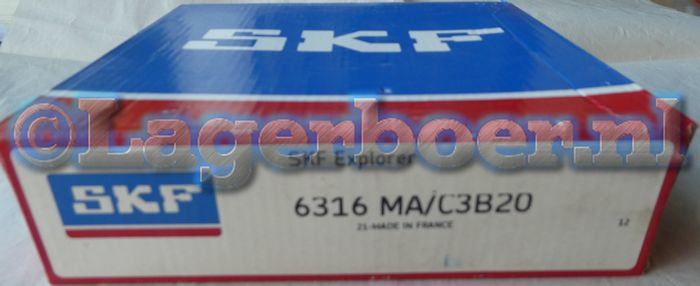 SKF
©Lagerboer.nl
SKF Explorer
SKF
6316 MA/C3B20
21-MADE IN FRANCE
12